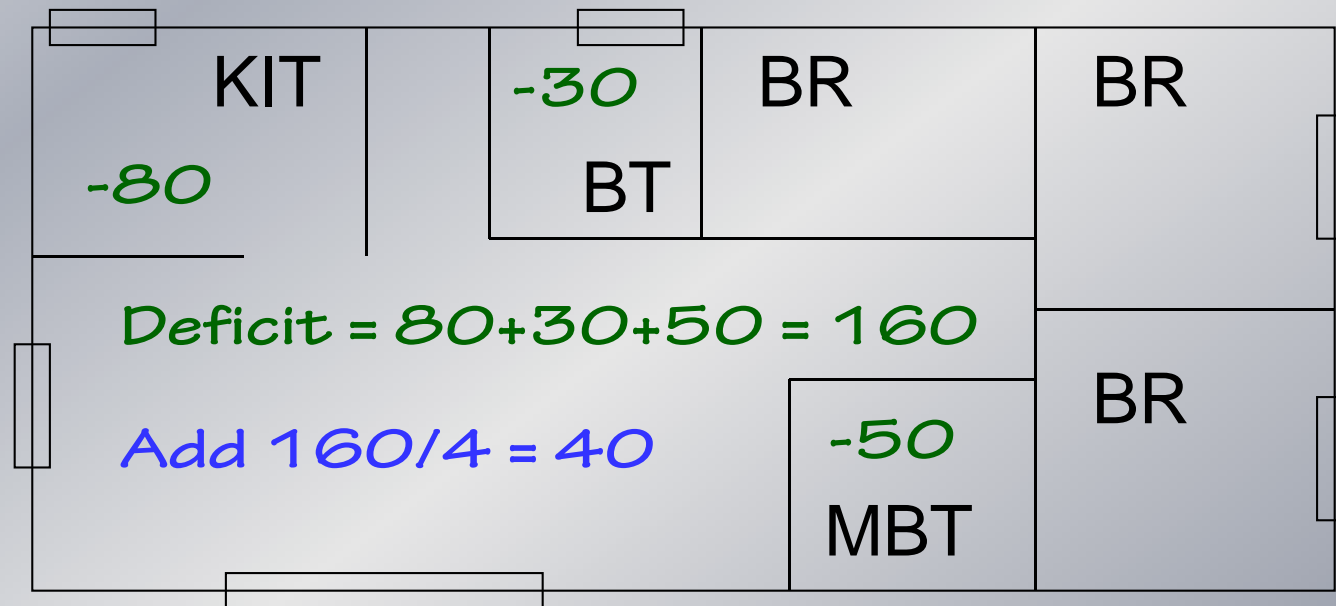 KIT
-30
BR
BR
-80
BT
Deficit = 80+30+50 = 160
BR
Add 160/4 = 40
-50
MBT